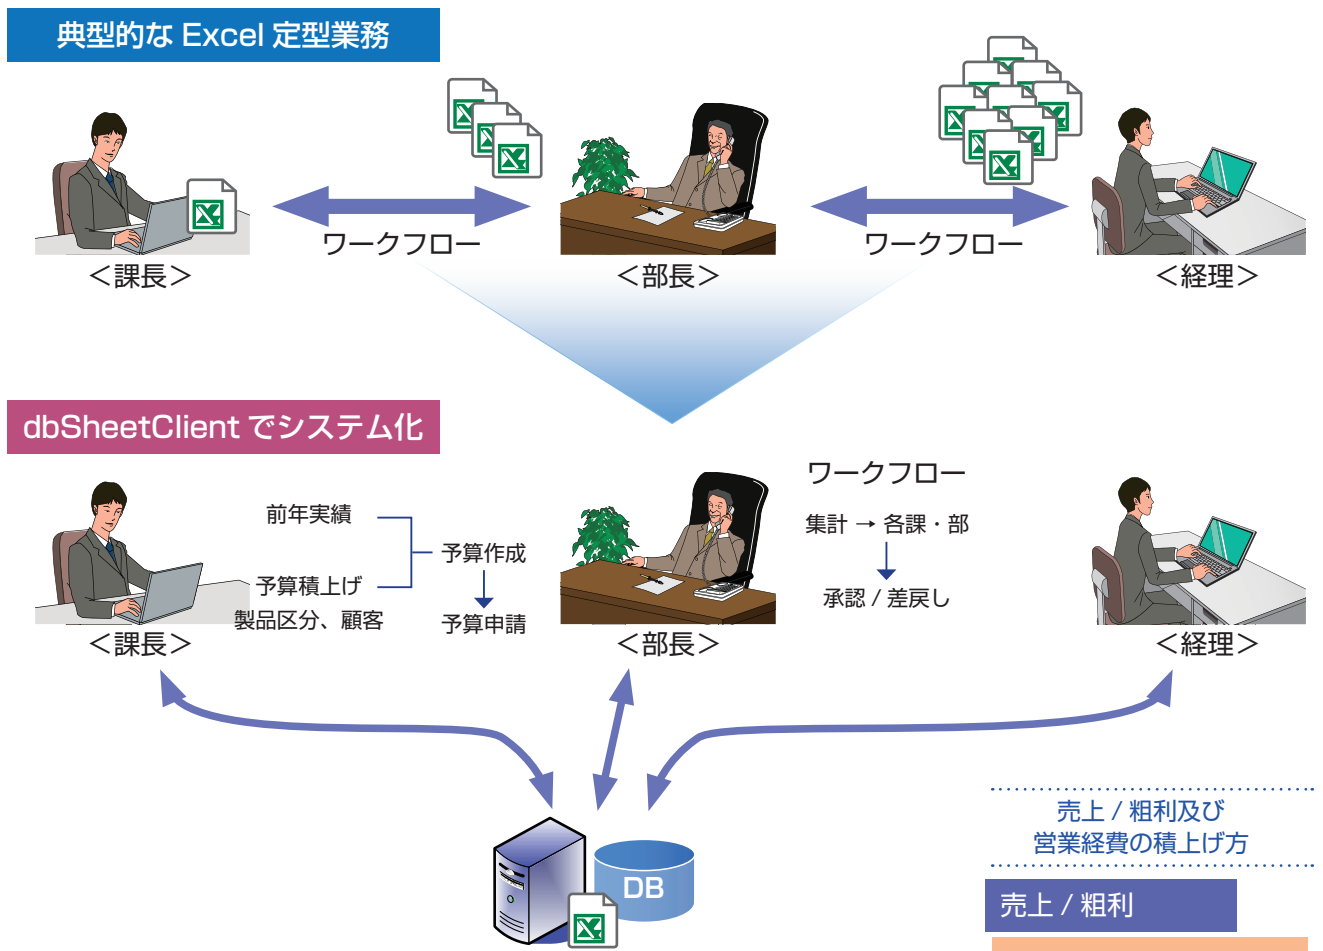 典型的な Excel 定型業務
ワークフロー
ワークフロー
＜課長＞
＜部長＞
＜経理＞
dbSheetClient でシステム化
前年実績
予算積上げ
製品区分、顧客
予算作成
予算申請
ワークフロー
集計 → 各課・部
承認 / 差戻し
＜課長＞
＜部長＞
＜経理＞
DB
売上 / 粗利及び
営業経費の積上げ方
売上 / 粗利